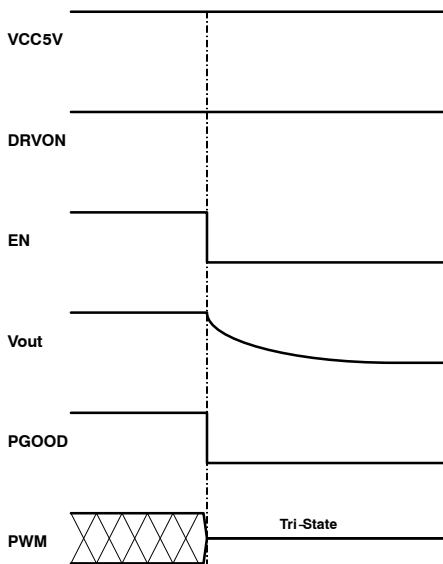 VCC5V
DRVON
EN
Vout
PGOOD
Tri-State
PWM